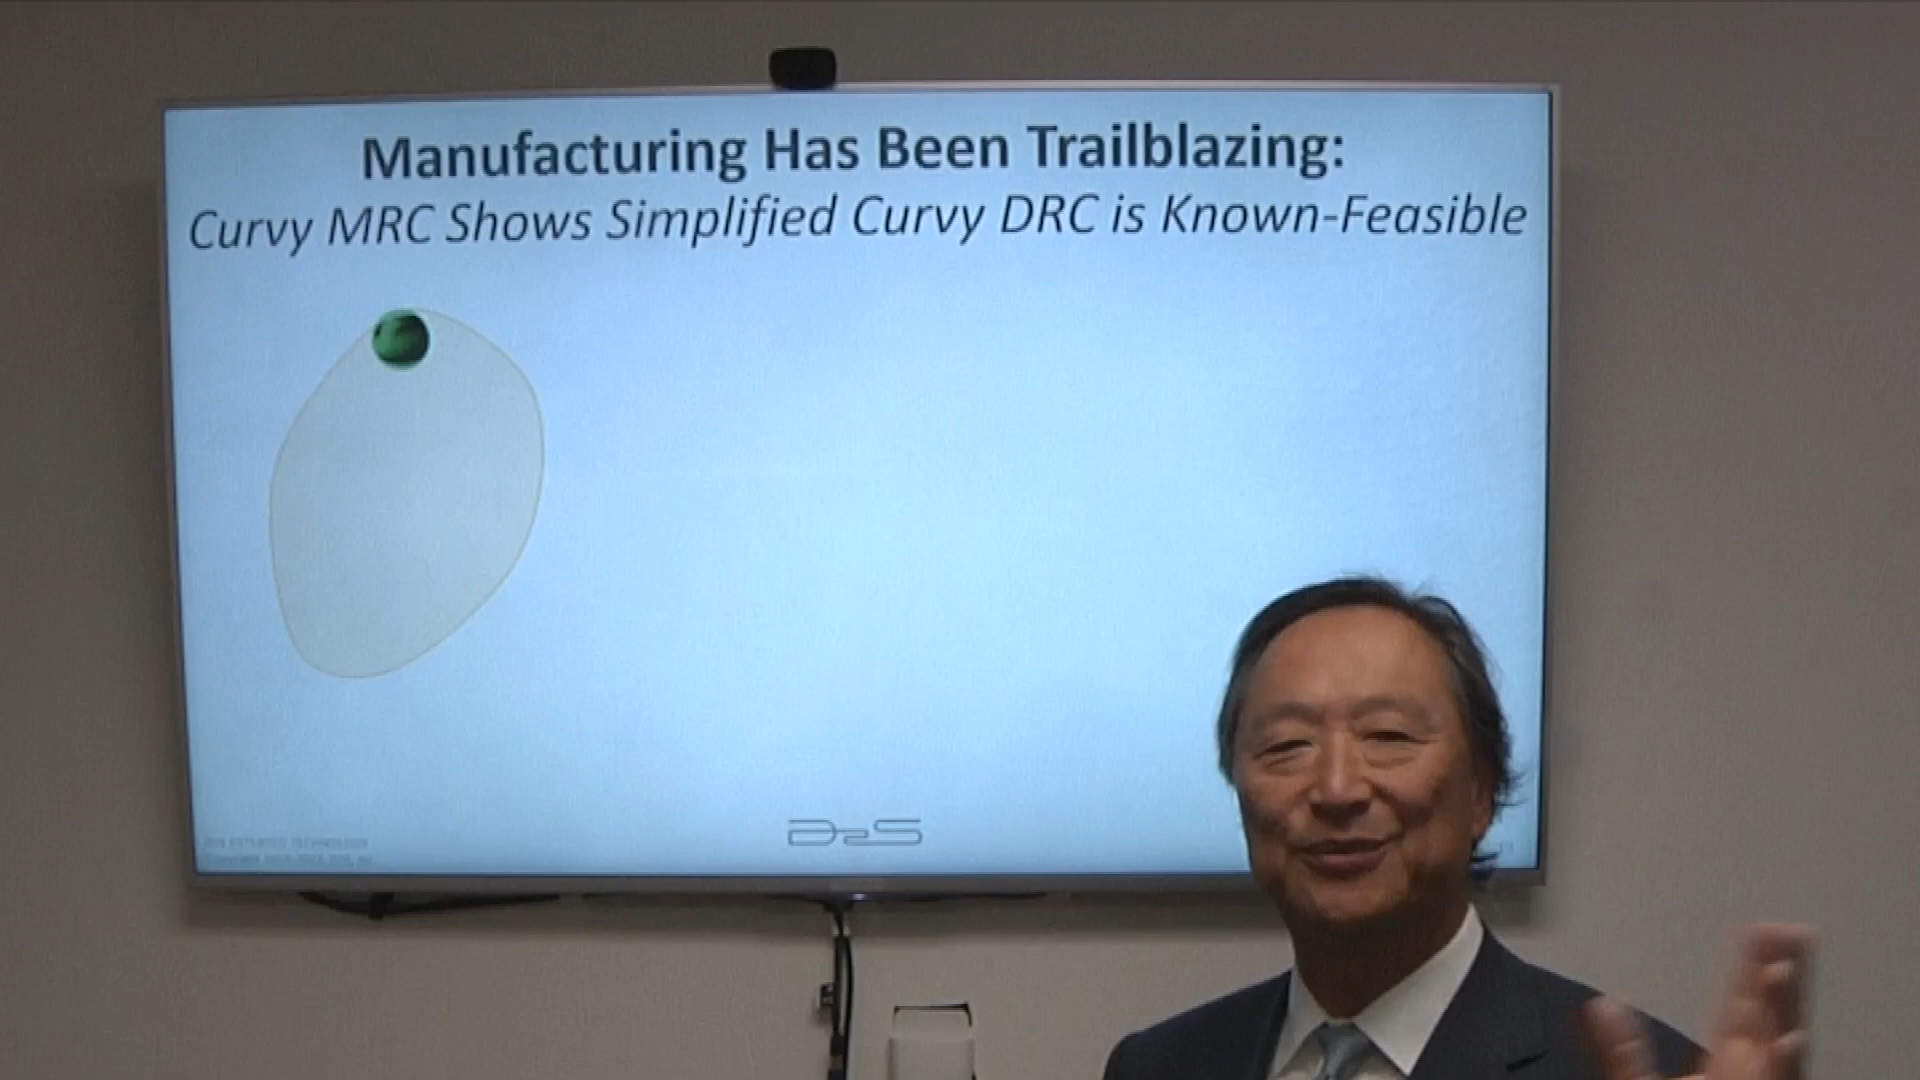 Manufacturing Has Been Trailblazing:
Curvy MRC Shows Simplified Curvy DRC is Known-Feasible
D2S